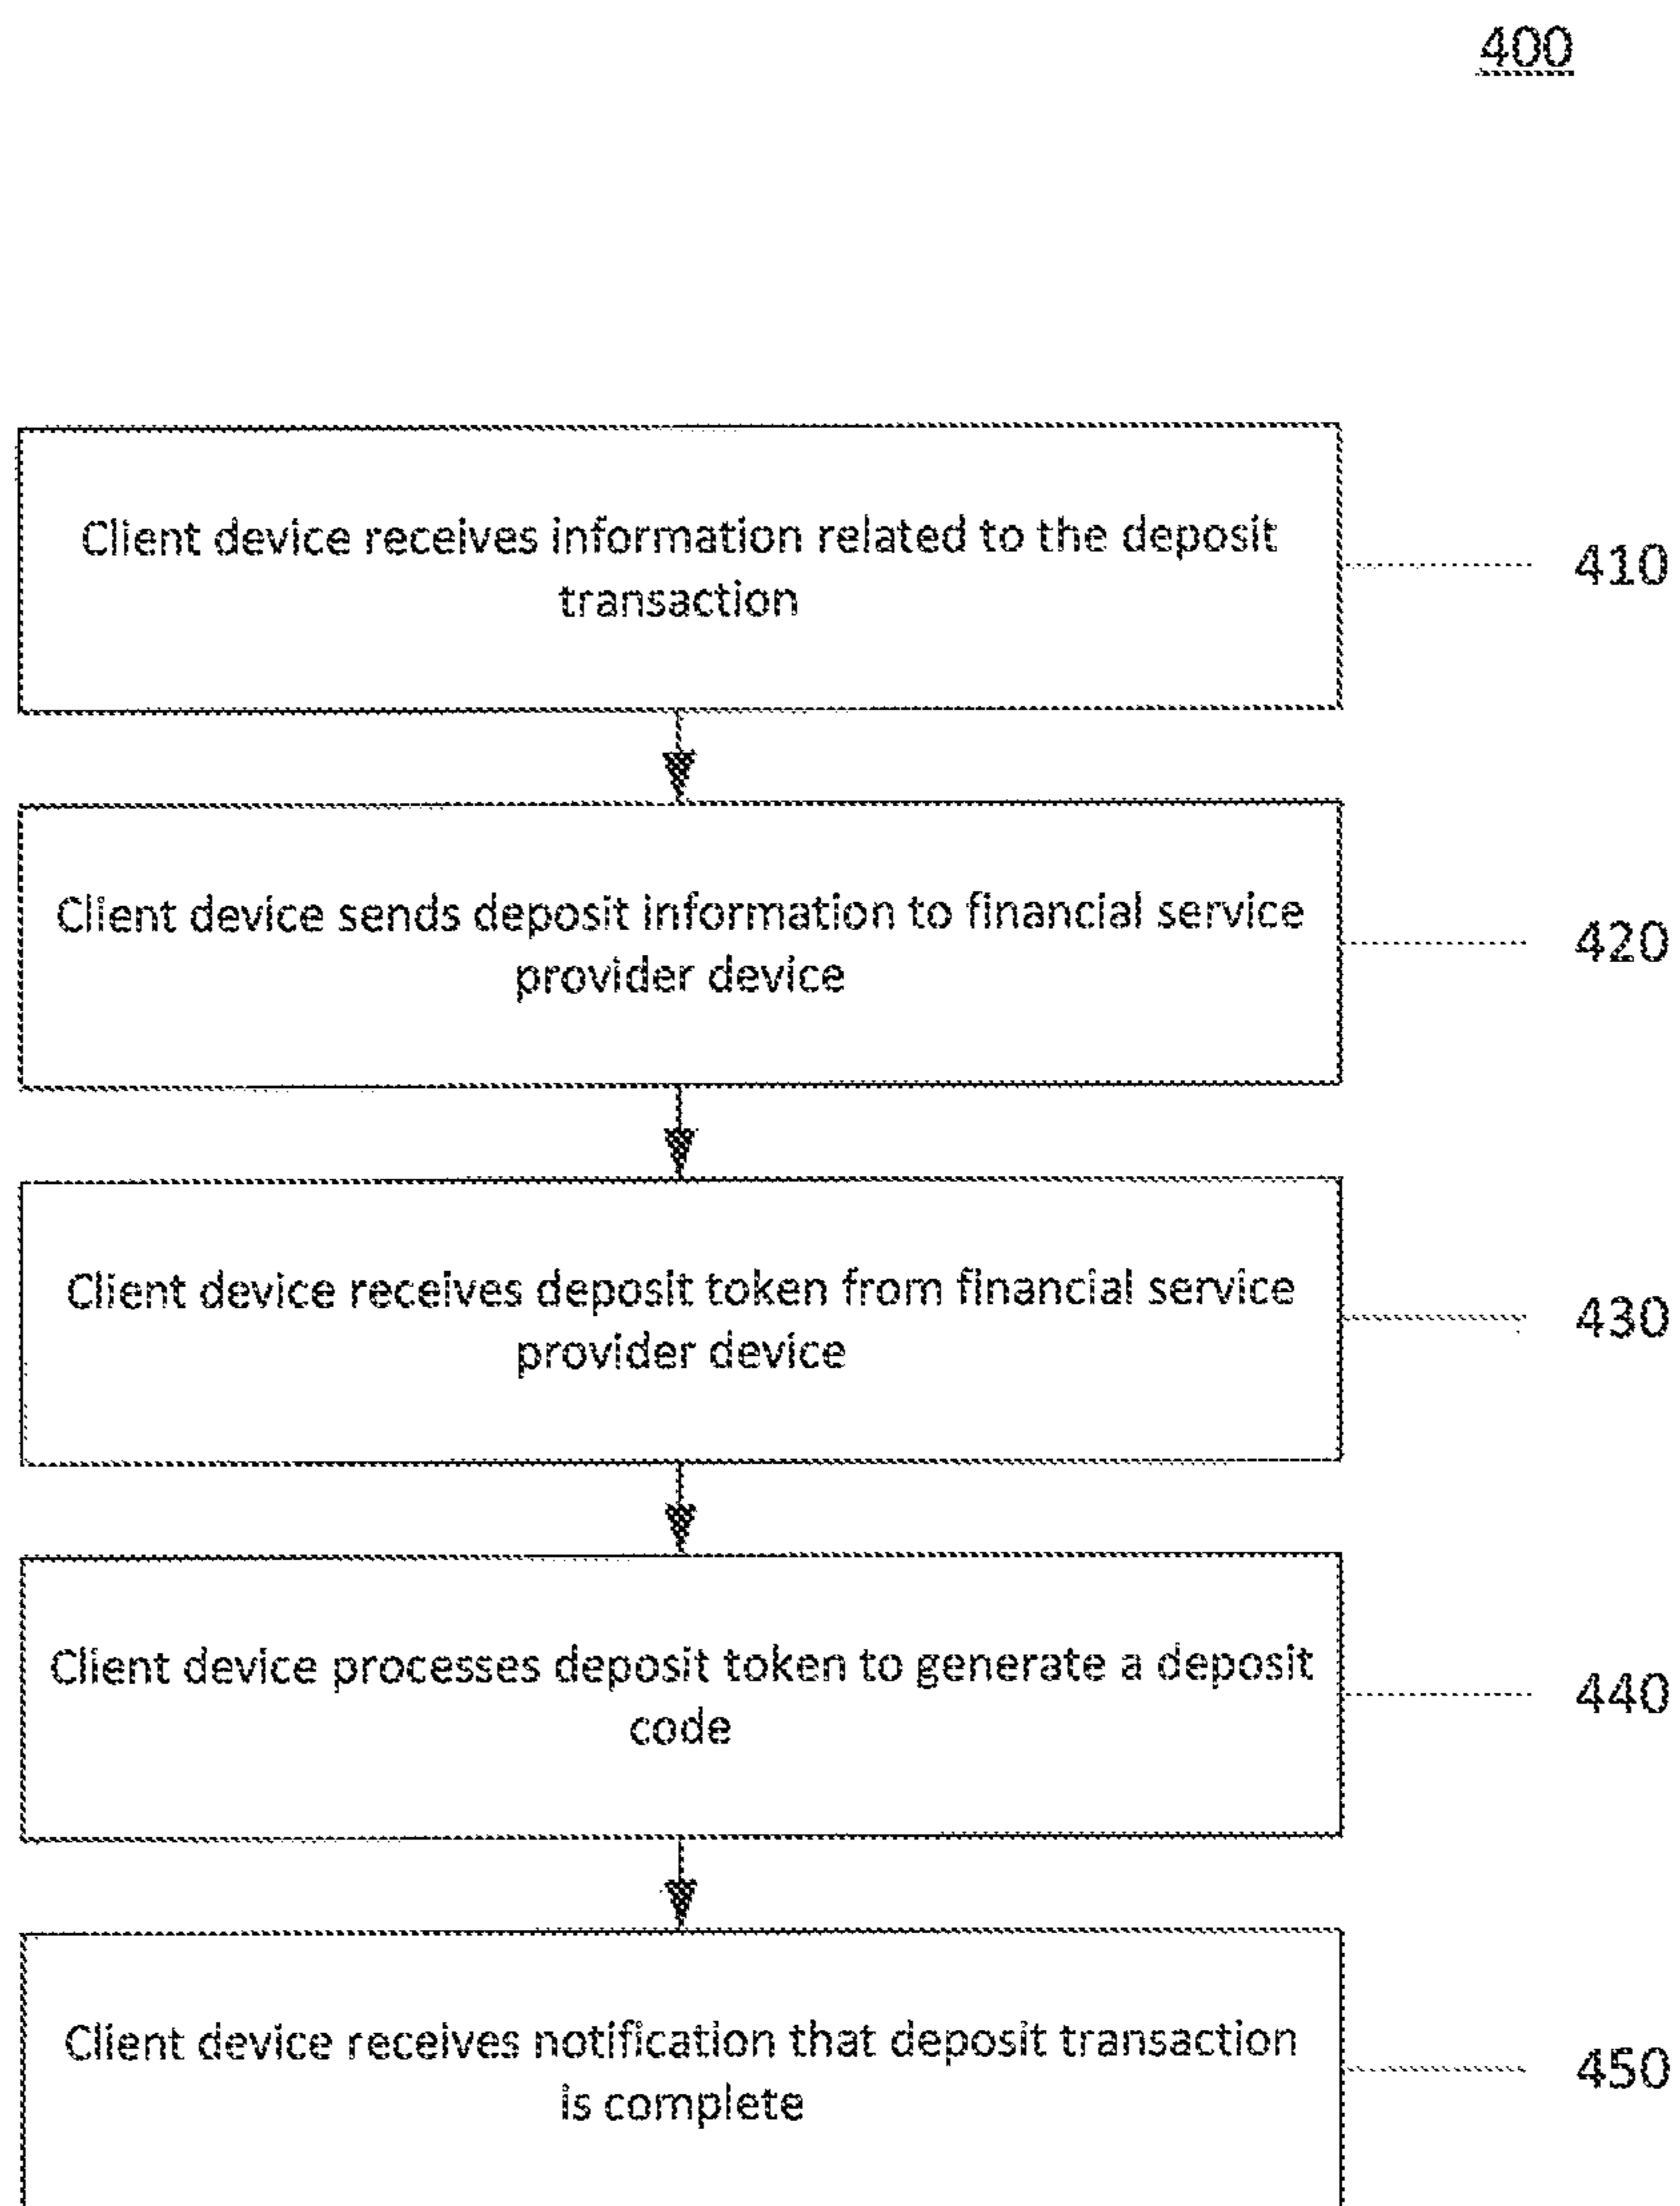 400
Client device receives information related to the deposit
transaction
410
Client device sends deposit information to financial service
provider device
420
Client device receives deposit token from financial service
provider device
430
Client device processes deposit token to generate a deposit
code
440
Client device receives notification that deposit transaction
is complete
450